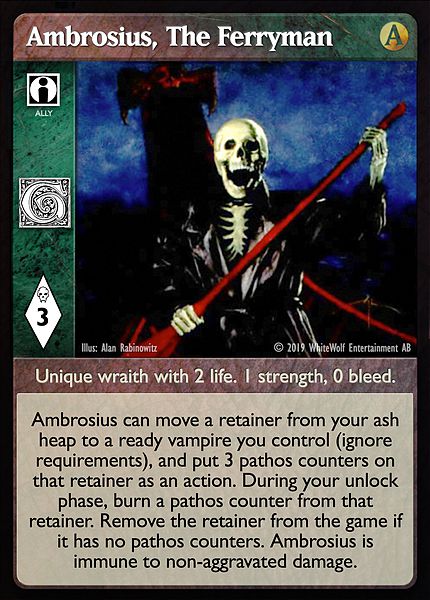 Ambrosius, The Ferryman
A
ALLY
3
Illus: Alan Rabinowitz
© 2019 WhiteWolf Entertainment AB
Unique wraith with 2 life. 1 strength, 0 bleed.
Ambrosius can move a retainer from your ash
heap to a ready vampire you control (ignore
requirements), and put 3 pathos counters on
that retainer as an action. During your unlock
phase, burn a pathos counter from that
retainer. Remove the retainer from the game if
it has no pathos counters. Ambrosius is
immune to non-aggravated damage.